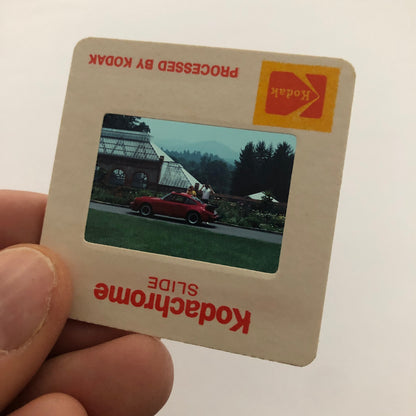 PROCESSED BY KODAK
Kodak
Kodachrome
SLIDE